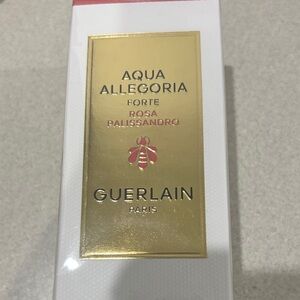 AQUA
ALLEGORIA
FORTE
ROSA
PALISSANDRO
GUERLAIN
PARIS